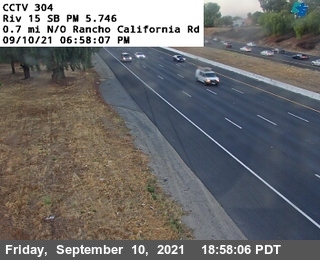 CCTV 304
Riv 15 SB PM 5.746
0.7 mi N/O Rancho California Rd
09/10/21 06:58:07 PM
Friday, September 10, 2021 18:58:06 PDT